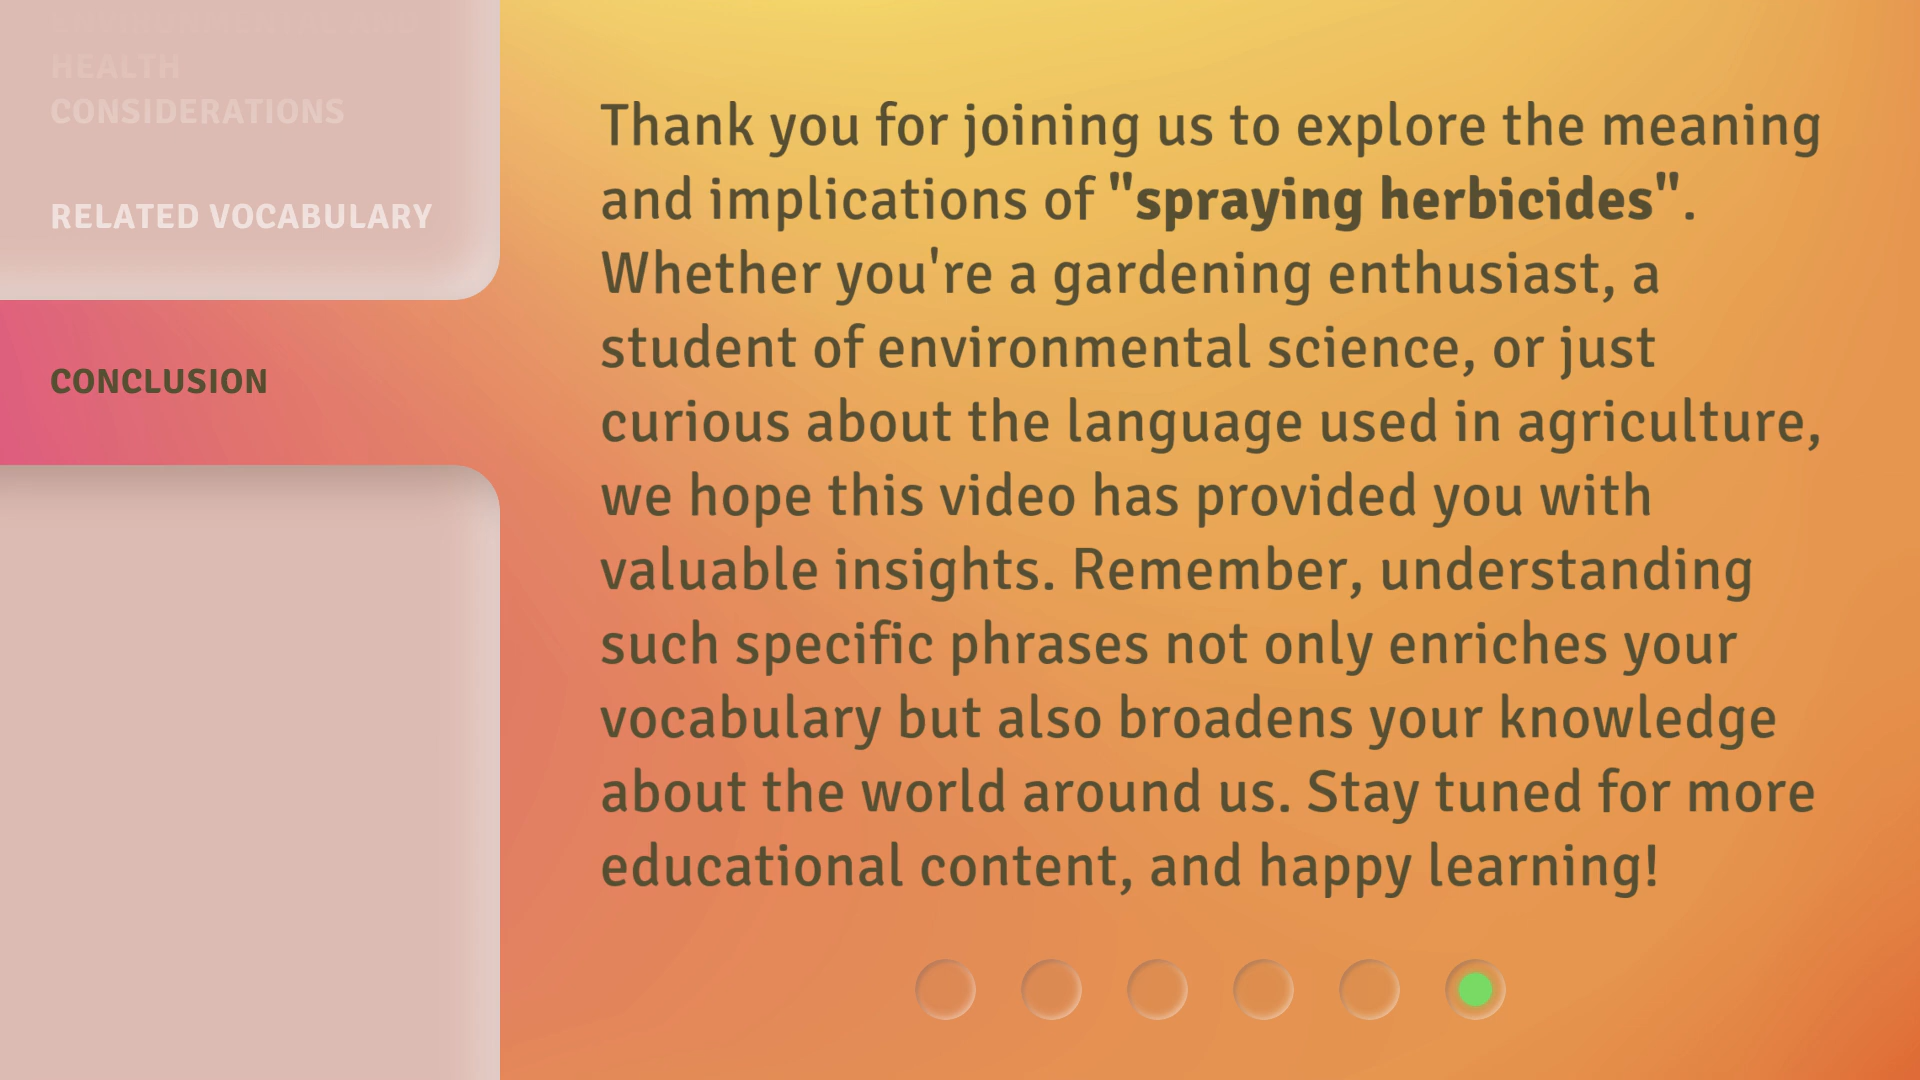 ENVIRONMENTAL AND
HEALTH
CONSIDERATIONS
RELATED VOCABULARY
CONCLUSION
Thank you for joining us to explore the meaning
and implications of "spraying herbicides".
Whether you're a gardening enthusiast, a
student of environmental science, or just
curious about the language used in agriculture,
we hope this video has provided you with
valuable insights. Remember, understanding
such specific phrases not only enriches your
vocabulary but also broadens your knowledge
about the world around us. Stay tuned for more
educational content, and happy learning!